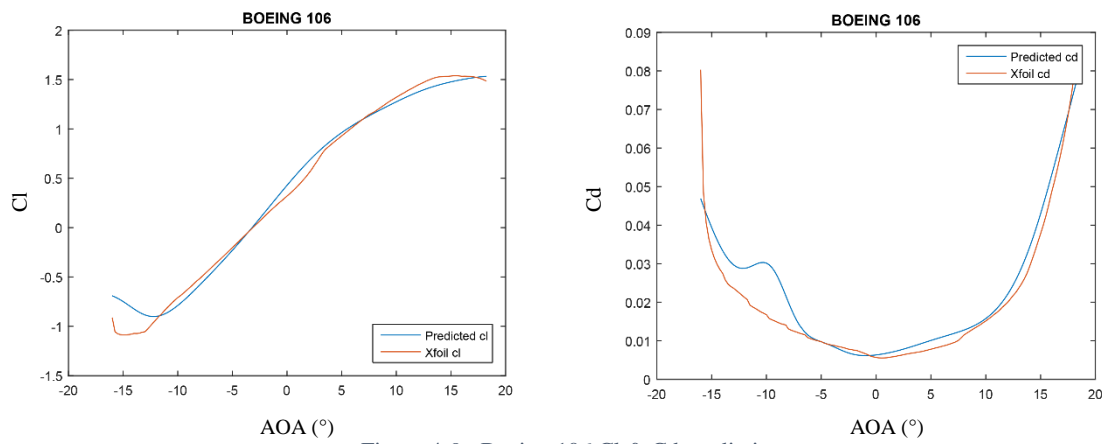 BOEING 106
2
1.5
1
0.5
0
-0.5
-1
-1.5
-20 -15 -10 -5 0 5 10 15 20
Cl
AOA (°)
Predicted cl
Xfoil cl
BOEING 106
0.09
0.08
0.07
0.06
0.05
0.04
0.03
0.02
0.01
0
-20 -15 -10 -5 0 5 10 15 20
Cd
AOA (°)
Predicted cd
Xfoil cd